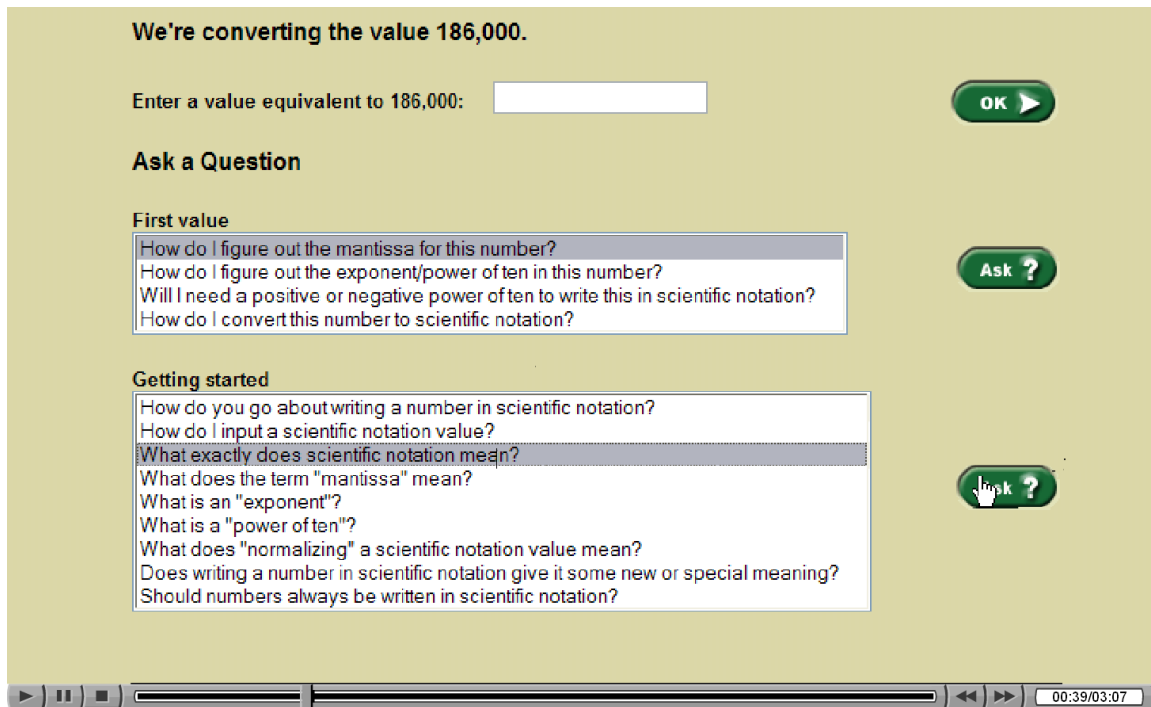 We're converting the value 186,000.
Enter a value equivalent to 186,000:
OK
Ask a Question
First value
How do I figure out the mantissa for this number?
How do I figure out the exponent/power of ten in this number?
Will I need a positive or negative power of ten to write this in scientific notation?
How do I convert this number to scientific notation?
Ask ?
Getting started
How do you go about writing a number in scientific notation?
How do I input a scientific notation value?
What exactly does scientific notation mean?
What does the term "mantissa" mean?
What is an "exponent"?
What is a "power of ten"?
What does "normalizing" a scientific notation value mean?
Does writing a number in scientific notation give it some new or special meaning?
Should numbers always be written in scientific notation?
Ask ?
00:39/03:07